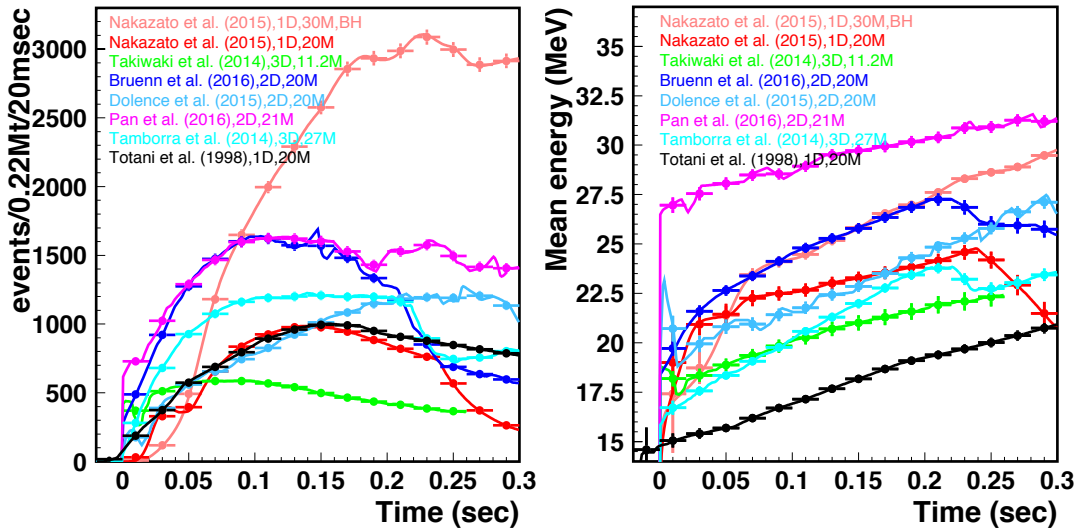 events/0.22Mt/20msec
3000
2500
2000
1500
1000
500
0
Nakazato et al. (2015),1D,30M,BH
Nakazato et al. (2015),1D,20M
Takiwaki et al. (2014),3D,11.2M
Bruenn et al. (2016),2D,20M
Dolence et al. (2015),2D,20M
Pan et al. (2016),2D,21M
Tamborra et al. (2014),3D,27M
Totani et al. (1998),1D,20M
0 0.05 0.1 0.15 0.2 0.25 0.3
Time (sec)
Mean energy (MeV)
35
32.5
30
27.5
25
22.5
20
17.5
15
Nakazato et al. (2015),1D,30M,BH
Nakazato et al. (2015),1D,20M
Takiwaki et al. (2014),3D,11.2M
Bruenn et al. (2016),2D,20M
Dolence et al. (2015),2D,20M
Pan et al. (2016),2D,21M
Tamborra et al. (2014),3D,27M
Totani et al. (1998),1D,20M
0 0.05 0.1 0.15 0.2 0.25 0.3
Time (sec)